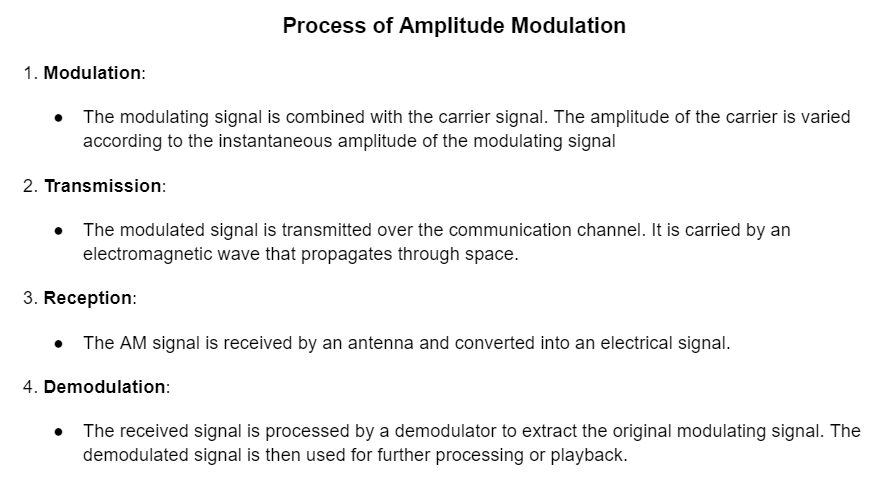 Process of Amplitude Modulation
1. Modulation:
● The modulating signal is combined with the carrier signal. The amplitude of the carrier is varied
according to the instantaneous amplitude of the modulating signal
2. Transmission:
● The modulated signal is transmitted over the communication channel. It is carried by an
electromagnetic wave that propagates through space.
3. Reception:
● The AM signal is received by an antenna and converted into an electrical signal.
4. Demodulation:
● The received signal is processed by a demodulator to extract the original modulating signal. The
demodulated signal is then used for further processing or playback.